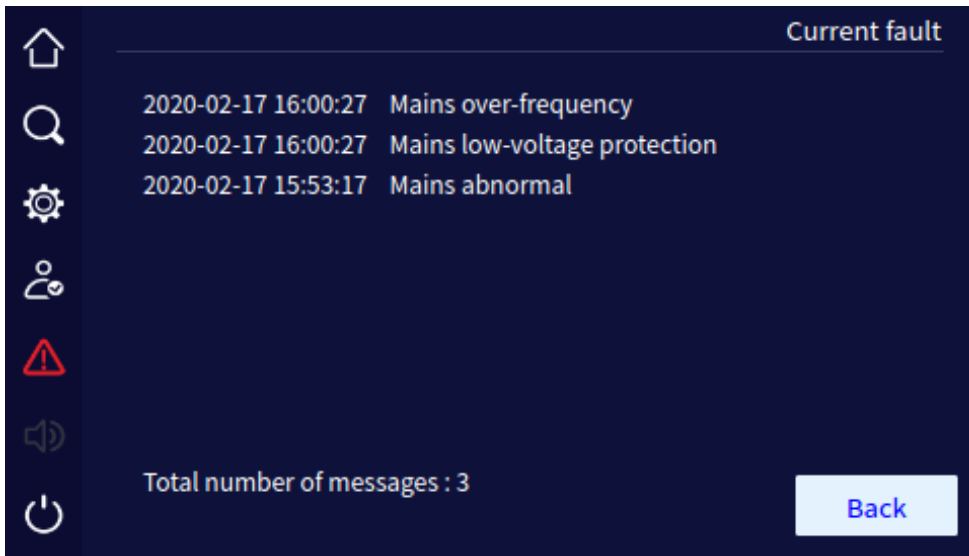 Current fault
2020-02-17 16:00:27 Mains over-frequency
2020-02-17 16:00:27 Mains low-voltage protection
2020-02-17 15:53:17 Mains abnormal
Total number of messages : 3
Back